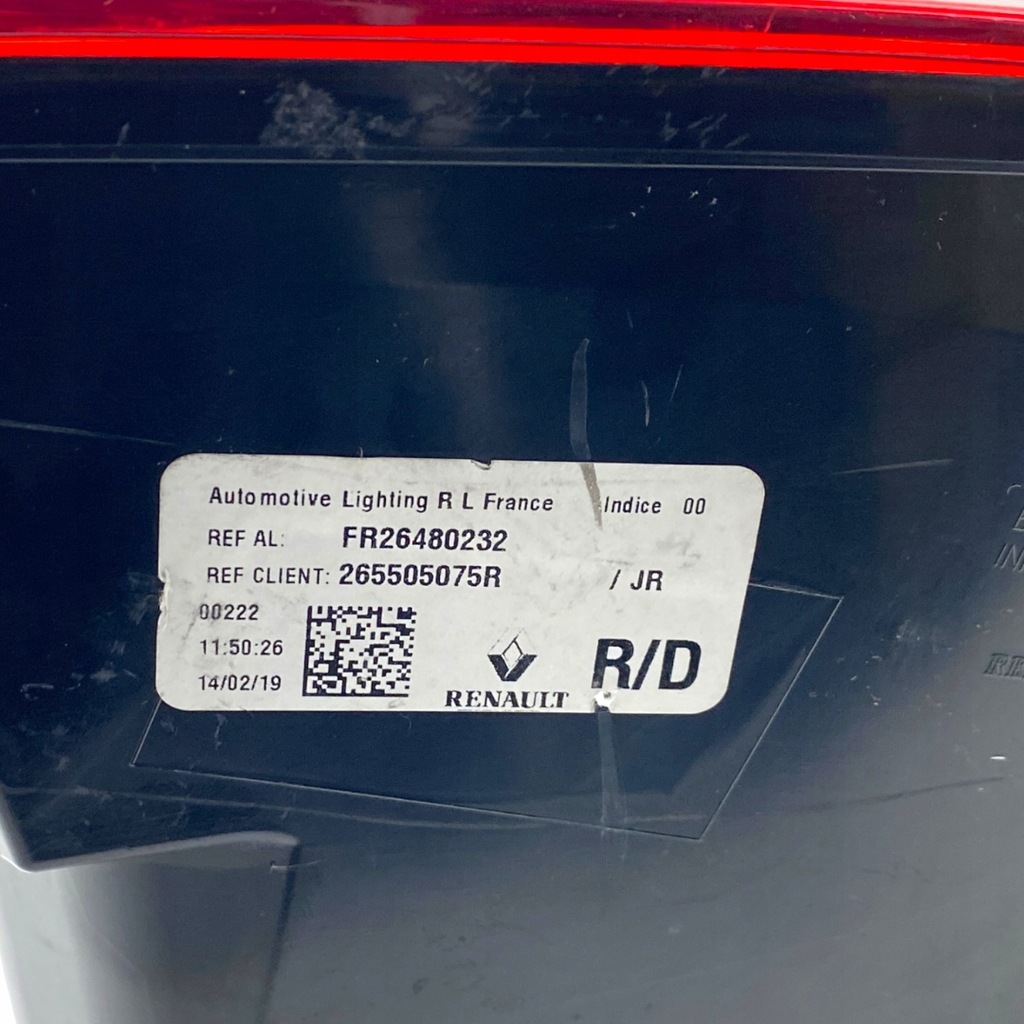 Automotive Lighting R L France Indice 00
REF AL: FR26480232
REF CLIENT: 265505075R / JR
00222
11:50:26
14/02/19
RENAULT
R/D